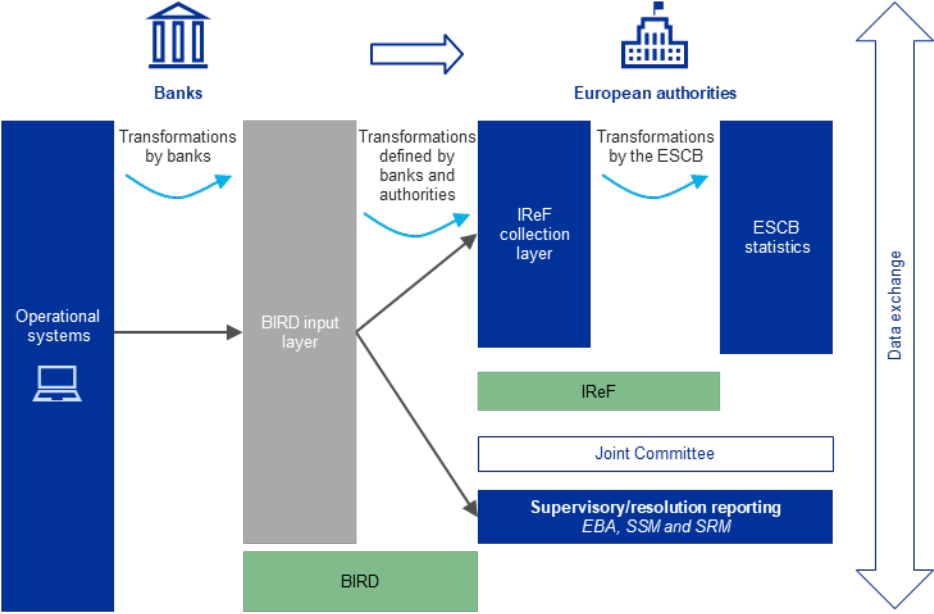 Banks
European authorities
Transformations
by banks
Transformations
defined by
banks and
authorities
Transformations
by the ESCB
Operational
systems
BIRD input
layer
IReF
collection
layer
ESCB
statistics
IReF
Joint Committee
Supervisory/resolution reporting
EBA, SSM and SRM
BIRD
Data exchange